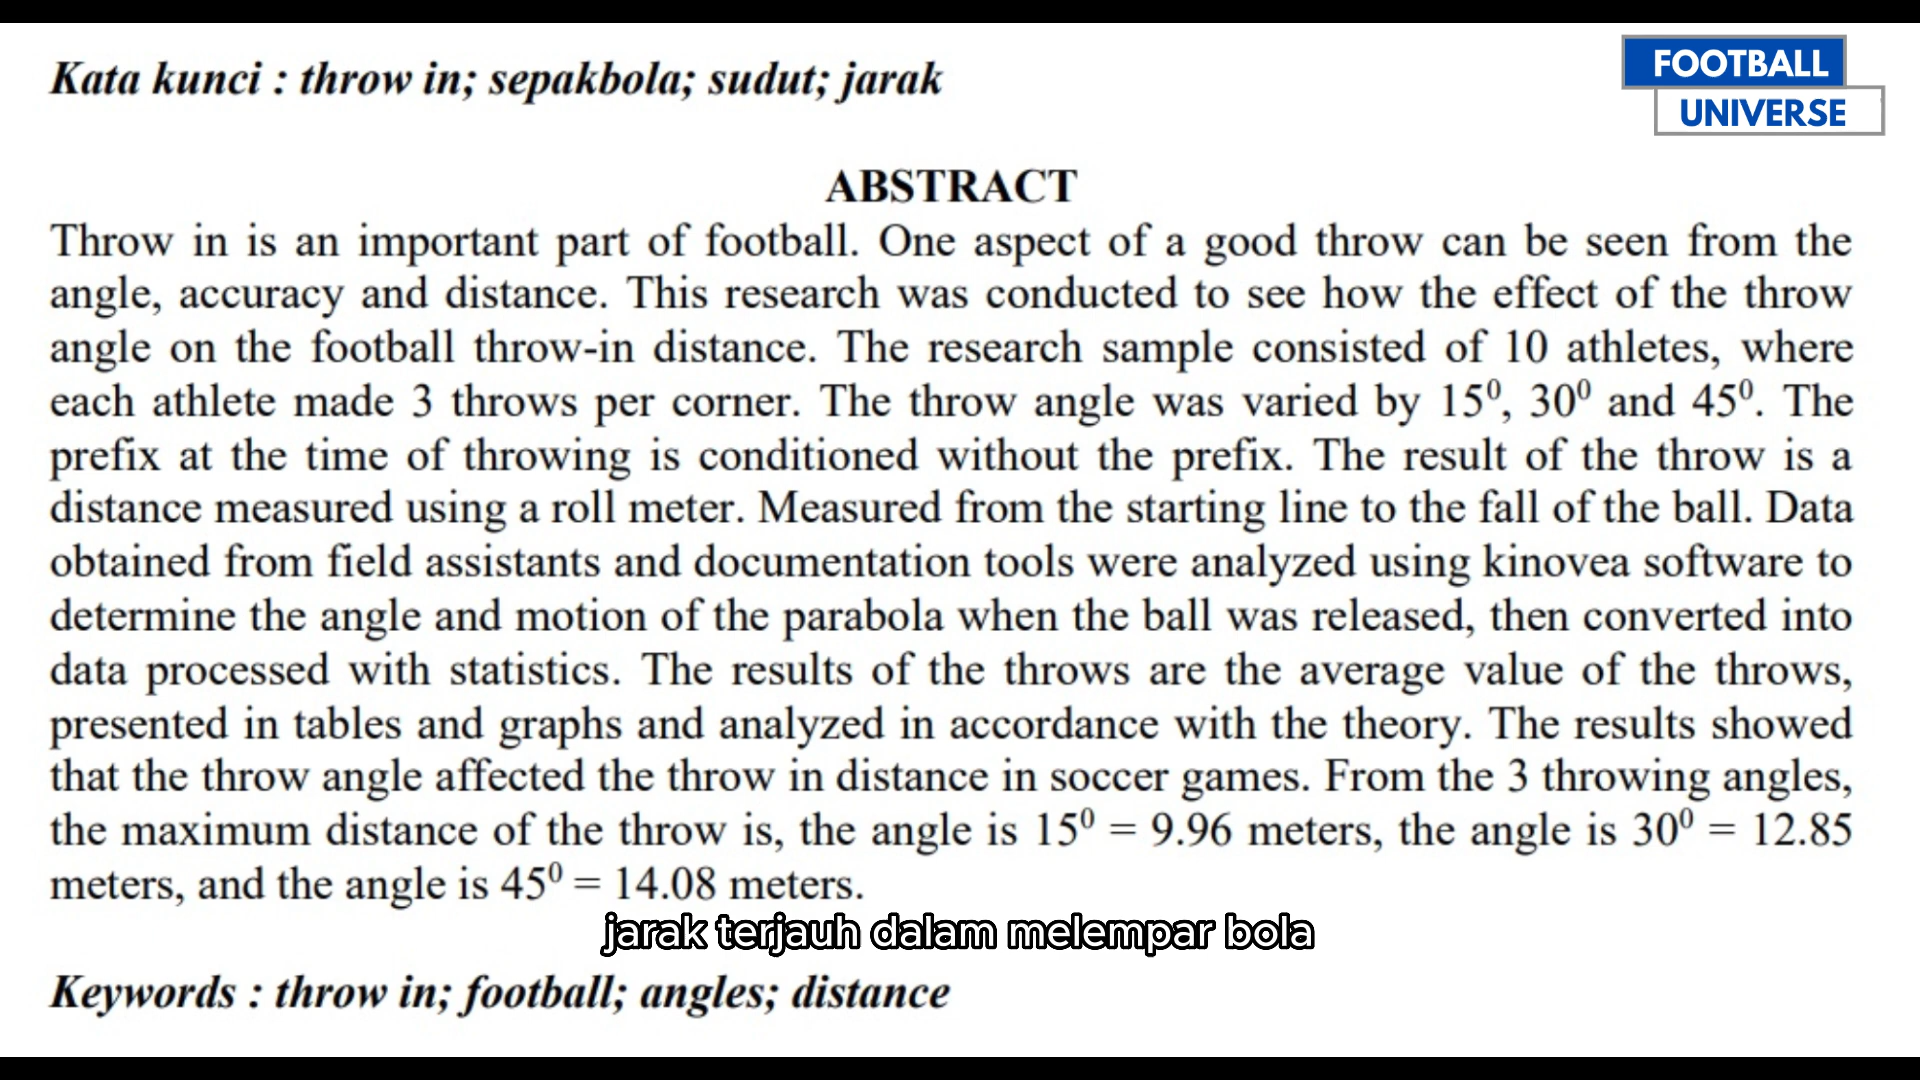 Kata kunci : throw in; sepakbola; sudut; jarak
FOOTBALL
UNIVERSE
ABSTRACT
Throw in is an important part of football. One aspect of a good throw can be seen from the
angle, accuracy and distance. This research was conducted to see how the effect of the throw
angle on the football throw-in distance. The research sample consisted of 10 athletes, where
each athlete made 3 throws per corner. The throw angle was varied by 15⁰, 30⁰ and 45⁰. The
prefix at the time of throwing is conditioned without the prefix. The result of the throw is a
distance measured using a roll meter. Measured from the starting line to the fall of the ball. Data
obtained from field assistants and documentation tools were analyzed using kinovea software to
determine the angle and motion of the parabola when the ball was released, then converted into
data processed with statistics. The results of the throws are the average value of the throws,
presented in tables and graphs and analyzed in accordance with the theory. The results showed
that the throw angle affected the throw in distance in soccer games. From the 3 throwing angles,
the maximum distance of the throw is, the angle is 15⁰ = 9.96 meters, the angle is 30⁰ = 12.85
meters, and the angle is 45⁰ = 14.08 meters.
jarak terjauh dalam melempar bola
Keywords : throw in; football; angles; distance